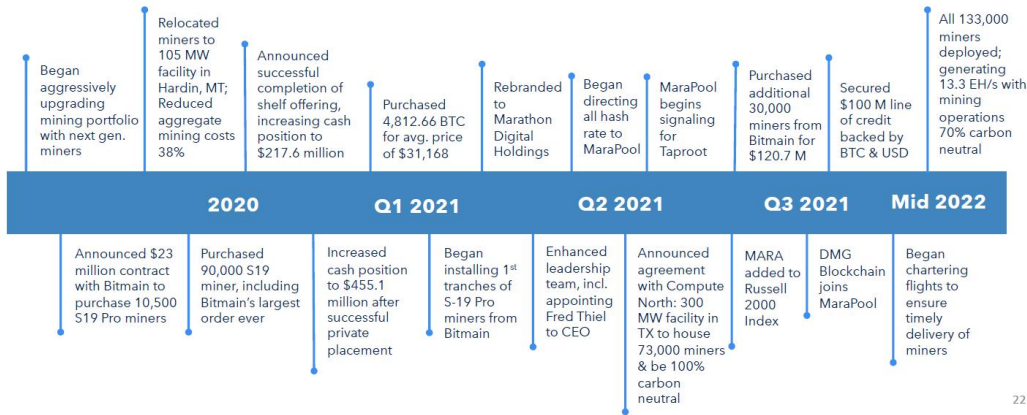 Began
aggressively
upgrading
mining portfolio
with next gen.
miners
Relocated
miners to
105 MW
facility in
Hardin, MT;
Reduced
aggregate
mining costs
38%
Announced
successful
completion of
shelf offering,
increasing cash
position to
$217.6 million
Purchased
4,812.66 BTC
for avg. price
of $31,168
Rebranded
to
Marathon
Digital
Holdings
Began
directing
all hash
rate to
MaraPool
MaraPool
begins
signaling
for
Taproot
Purchased
additional
30,000
miners from
Bitmain for
$120.7 M
Secured
$100 M line
of credit
backed by
BTC & USD
All 133,000
miners
deployed;
generating
13.3 EH/s with
mining
operations
70% carbon
neutral
2020
Q1 2021
Q2 2021
Q3 2021
Mid 2022
Announced $23
million contract
with Bitmain to
purchase 10,500
S19 Pro miners
Purchased
90,000 S19
miner, including
Bitmain's largest
order ever
Increased
cash position
to $455.1
million after
successful
private
placement
Began
installing 1st
tranches of
S-19 Pro
miners from
Bitmain
Enhanced
leadership
team, incl.
appointing
Fred Thiel
to CEO
Announced
agreement
with Compute
North: 300
MW facility in
TX to house
73,000 miners
& be 100%
carbon
neutral
MARA
added to
Russell
2000
Index
DMG
Blockchain
joins
MaraPool
Began
chartering
flights to
ensure
timely
delivery of
miners
22